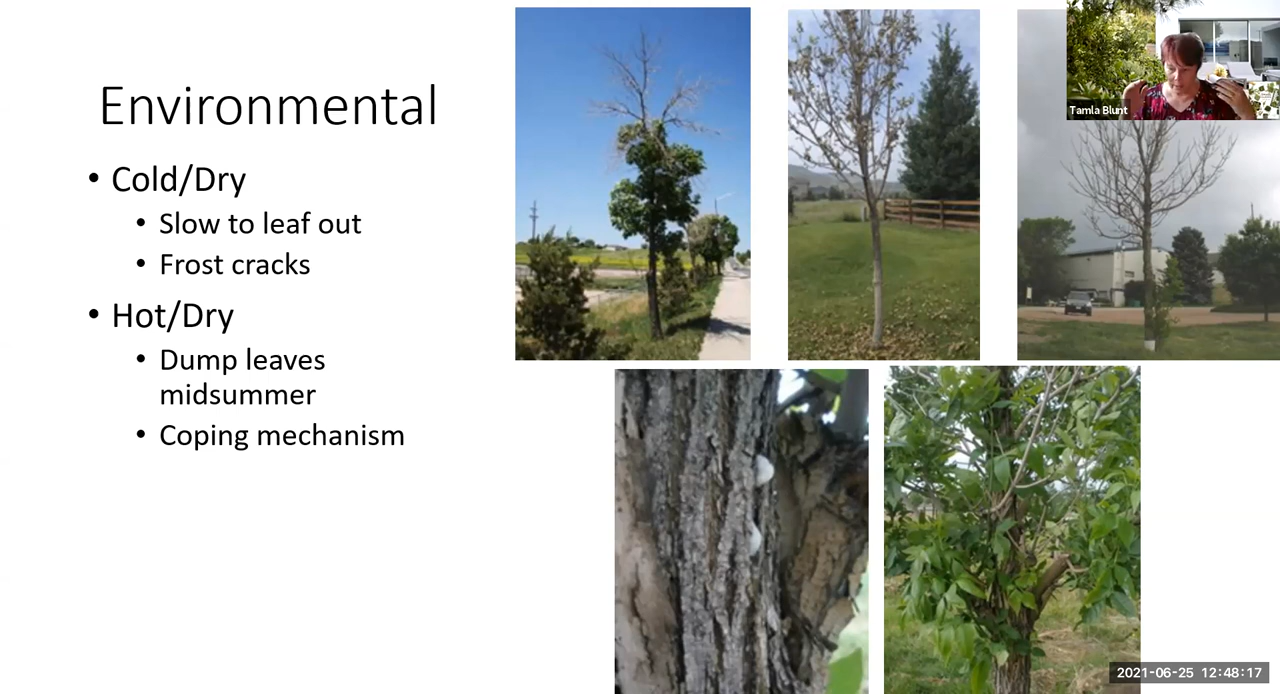 Environmental
• Cold/Dry
• Slow to leaf out
• Frost cracks
• Hot/Dry
• Dump leaves
midsummer
• Coping mechanism
Tamla Blunt
2021-06-25 12:48:17